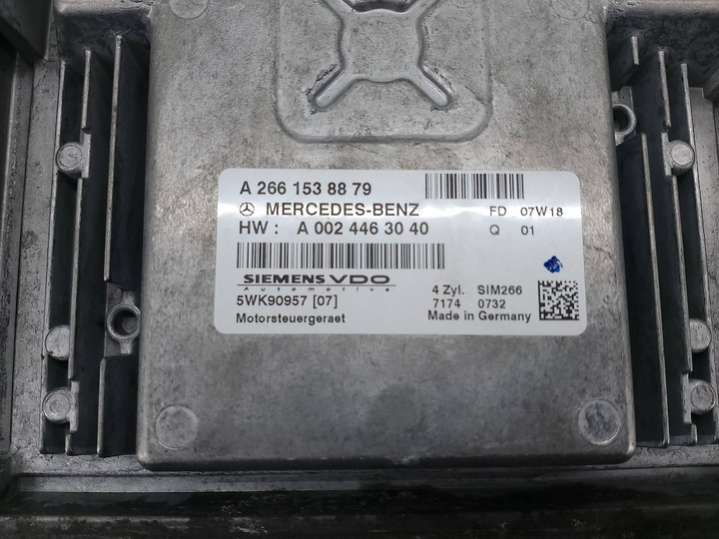 A 266 153 88 79
MERCEDES-BENZ FD 07W18
HW : A 002 446 30 40 Q 01
SIEMENS VDO
Automotive
4 Zyl. SIM266
5WK90957 [07] 7174 0732
Motorsteuergeraet Made in Germany